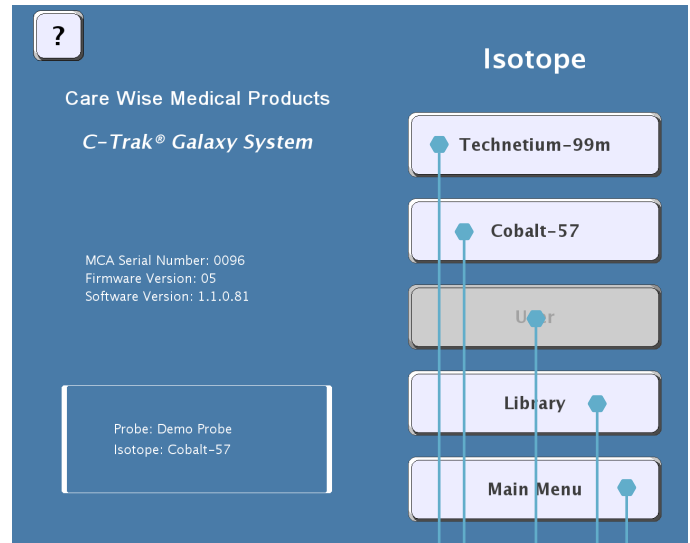 ?
Isotope
Care Wise Medical Products
C-Trak® Galaxy System
Technetium-99m
Cobalt-57
MCA Serial Number: 0096
Firmware Version: 05
Software Version: 1.1.0.81
User
Library
Probe: Demo Probe
Isotope: Cobalt-57
Main Menu